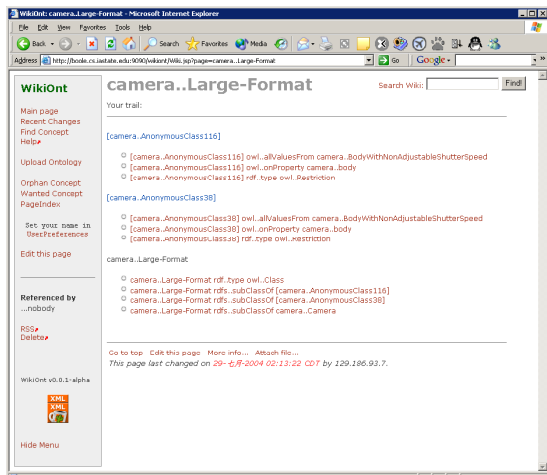 WikiOnt: camera..Large-Format - Microsoft Internet Explorer
File Edit View Favorites Tools Help
Back Search Favorites Media
Address http://boole.cs.iastate.edu:9090/wikiont/Wiki.jsp?page=camera..Large-Format Go Google
WikiOnt
Main page
Recent Changes
Find Concept
Help
Upload Ontology
Orphan Concept
Wanted Concept
PageIndex
Set your name in
UserPreferences
Edit this page
Referenced by
...nobody
RSS
Delete
WikiOnt v0.0.1-alpha
XML
XML
Hide Menu
camera..Large-Format
Search Wiki: Find!
Your trail:
[camera..AnonymousClass116]
[camera..AnonymousClass116] owl..allValuesFrom camera..BodyWithNonAdjustableShutterSpeed
[camera..AnonymousClass116] owl..onProperty camera..body
[camera..AnonymousClass116] rdf..type owl..Restriction
[camera..AnonymousClass38]
[camera..AnonymousClass38] owl..allValuesFrom camera..BodyWithNonAdjustableShutterSpeed
[camera..AnonymousClass38] owl..onProperty camera..body
[camera..AnonymousClass38] rdf..type owl..Restriction
camera..Large-Format
camera..Large-Format rdf..type owl..Class
camera..Large-Format rdfs..subClassOf [camera..AnonymousClass116]
camera..Large-Format rdfs..subClassOf [camera..AnonymousClass38]
camera..Large-Format rdfs..subClassOf camera..Camera
Go to top Edit this page More info... Attach file...
This page last changed on 29-七月-2004 02:13:22 CDT by 129.186.93.7.